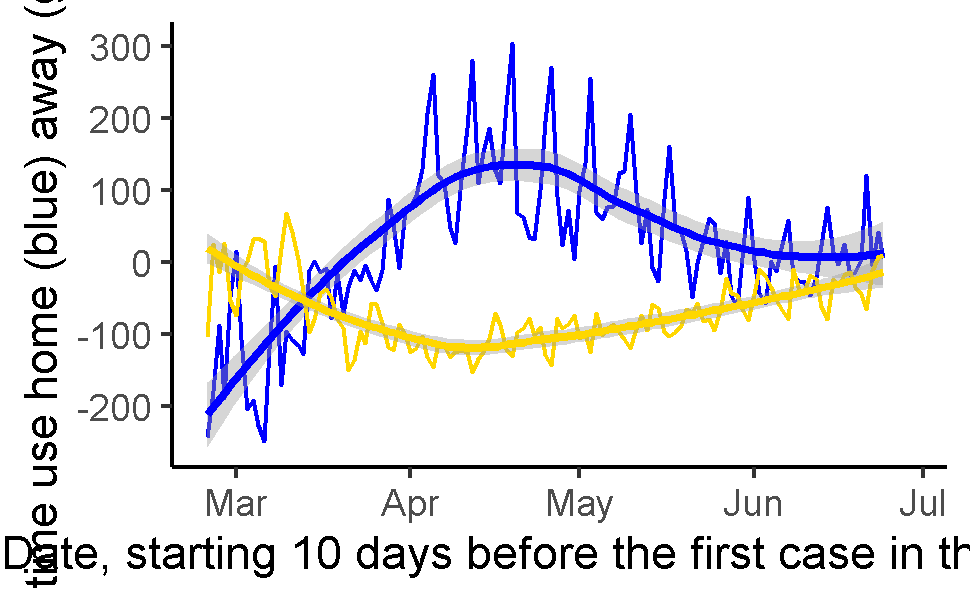 time use home (blue) away (
300
200
100
0
-100
-200
Mar Apr May Jun Jul
Date, starting 10 days before the first case in th